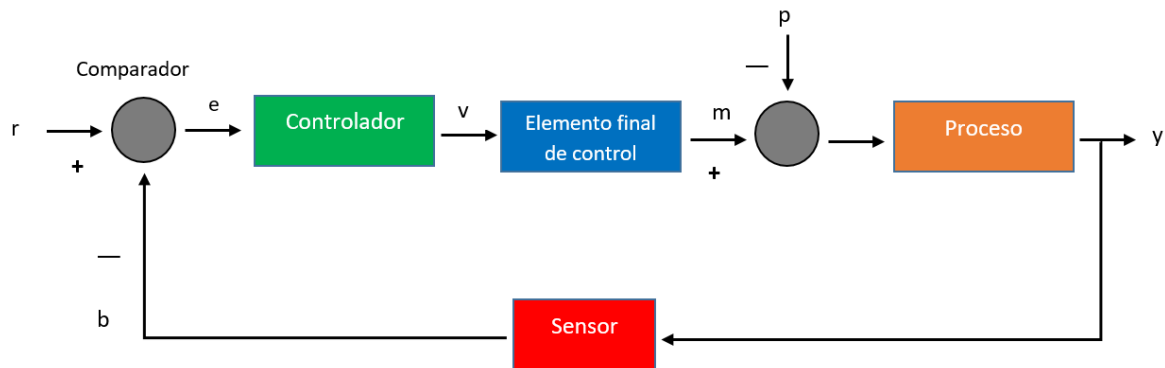 p
—
Comparador
r
+
e
Controlador
v
Elemento final
de control
m
+
Proceso
y
—
b
Sensor